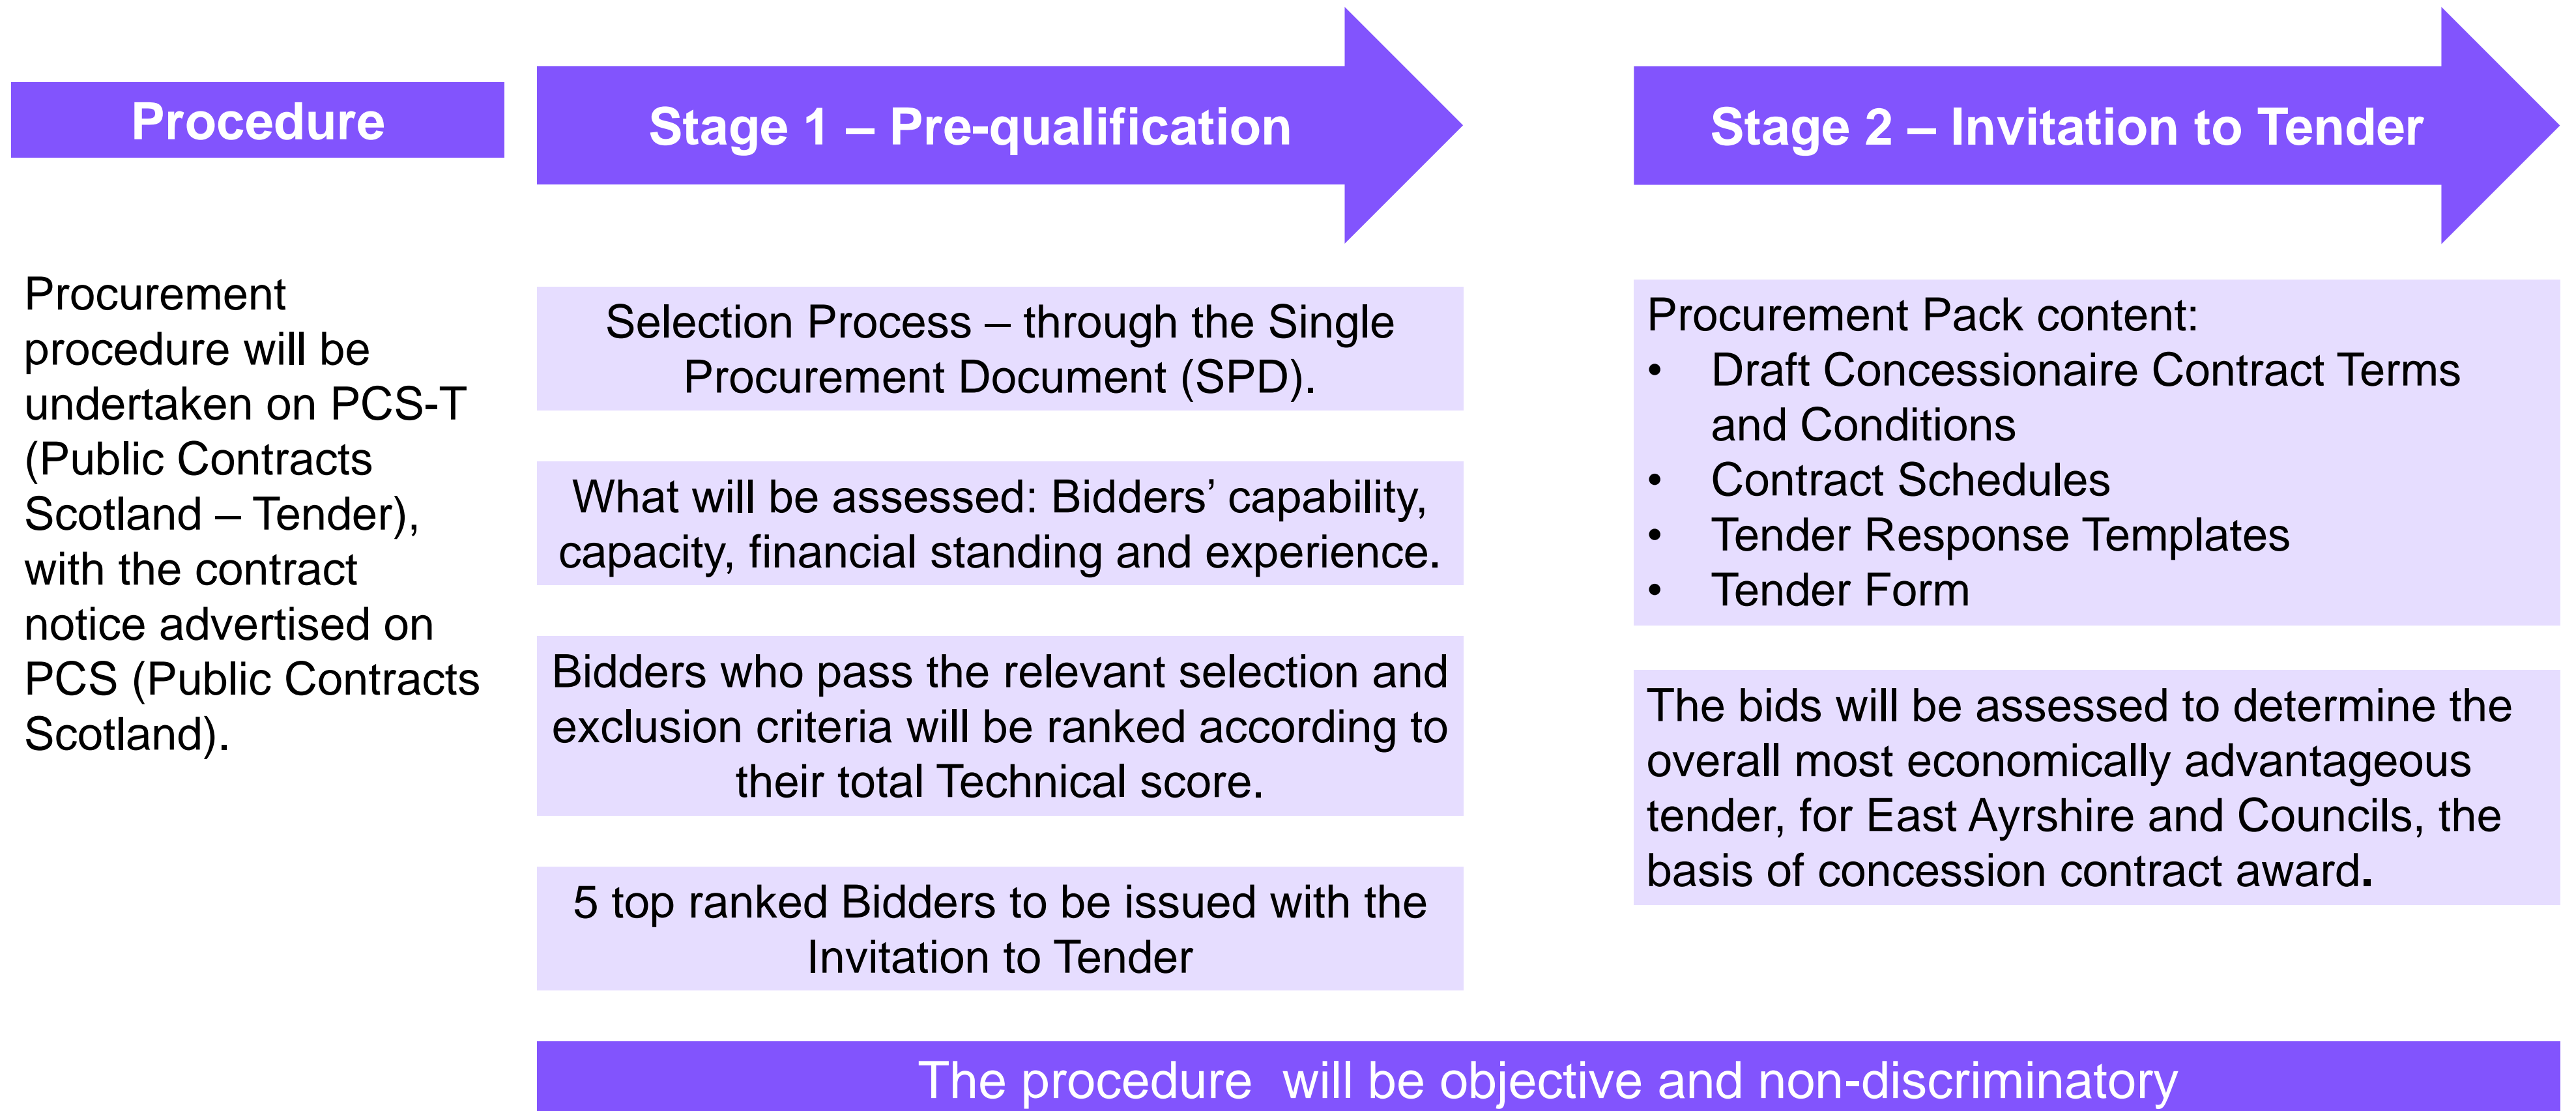 Procedure
Procurement
procedure will be
undertaken on PCS-T
(Public Contracts
Scotland – Tender),
with the contract
notice advertised on
PCS (Public Contracts
Scotland).
Stage 1 – Pre-qualification
Selection Process – through the Single
Procurement Document (SPD).
What will be assessed: Bidders’ capability,
capacity, financial standing and experience.
Bidders who pass the relevant selection and
exclusion criteria will be ranked according to
their total Technical score.
5 top ranked Bidders to be issued with the
Invitation to Tender
Stage 2 – Invitation to Tender
Procurement Pack content:
• Draft Concessionaire Contract Terms
and Conditions
• Contract Schedules
• Tender Response Templates
• Tender Form
The bids will be assessed to determine the
overall most economically advantageous
tender, for East Ayrshire and Councils, the
basis of concession contract award.
The procedure  will be objective and non-discriminatory